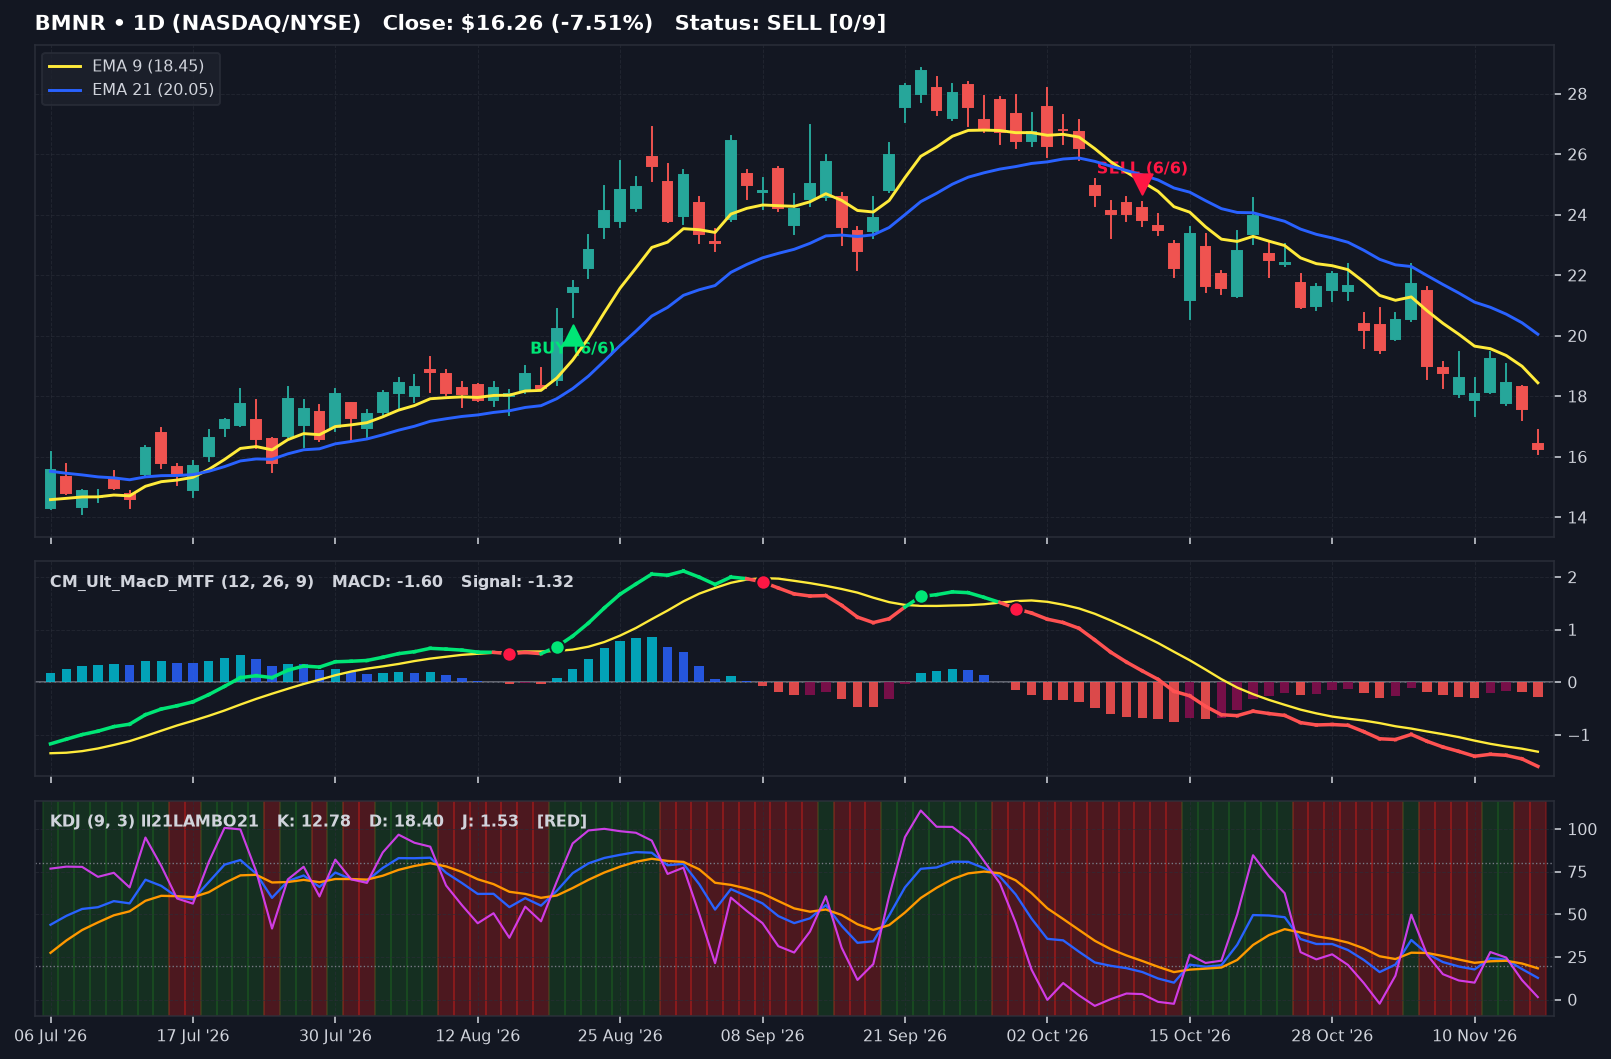 BMNR • 1D (NASDAQ/NYSE)   Close: $16.26 (-7.51%)   Status: SELL [0/9]
EMA 9 (18.45)
EMA 21 (20.05)
28
26
24
22
20
18
16
14
SELL (6/6)
BUY (6/6)
CM_Ult_MacD_MTF (12, 26, 9)   MACD: -1.60   Signal: -1.32
2
1
0
−1
KDJ (9, 3) II21LAMBO21   K: 12.78   D: 18.40   J: 1.53   [RED]
100
75
50
25
0
06 Jul '26
17 Jul '26
30 Jul '26
12 Aug '26
25 Aug '26
08 Sep '26
21 Sep '26
02 Oct '26
15 Oct '26
28 Oct '26
10 Nov '26